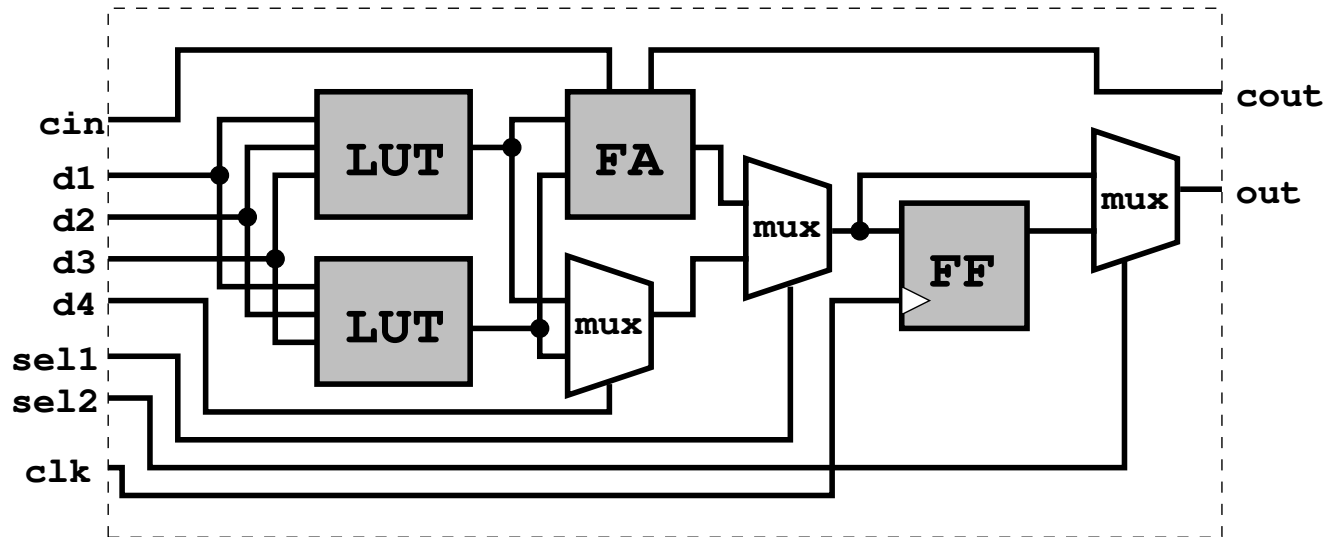 cin
d1
d2
d3
d4
sel1
sel2
clk
LUT
LUT
FA
mux
mux
FF
mux
cout
out